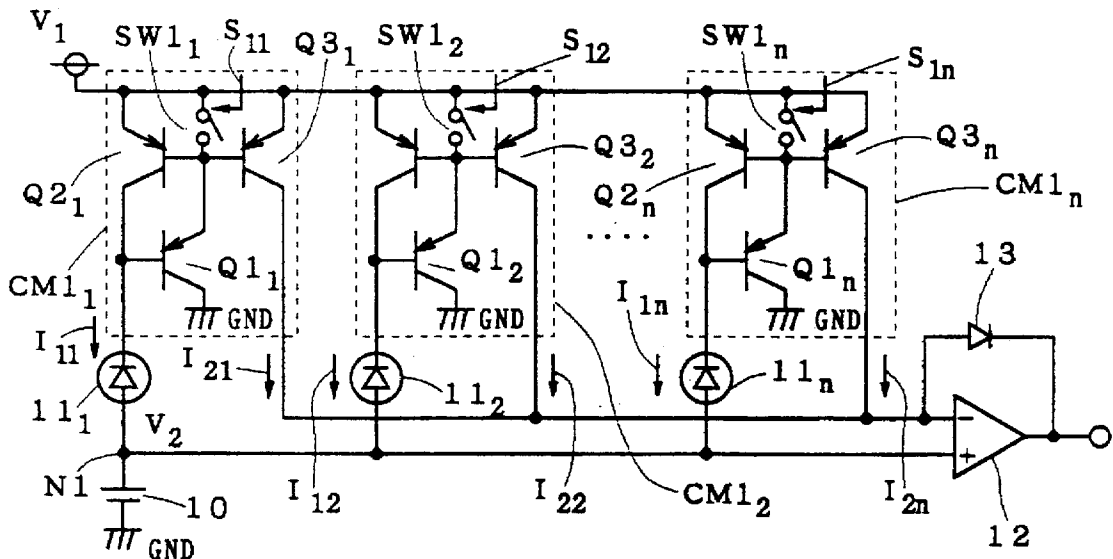 V₁
SW1₁
S₁₁
Q3₁
SW1₂
S₁₂
SW1ₙ
S₁ₙ
Q2₁
Q3₂
Q2ₙ
Q3ₙ
CM1ₙ
....
CM1₁
Q1₁
Q1₂
Q1ₙ
GND
GND
GND
13
I₁₁
I₂₁
I₁ₙ
11₁
11₂
11ₙ
V₂
−
+
N1
10
I₁₂
I₂₂
CM1₂
I₂ₙ
12
GND